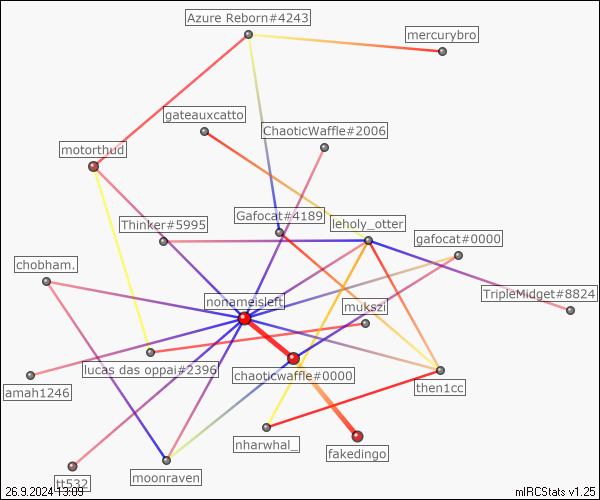 Azure Reborn#4243
mercurybro
gateauxcatto
ChaoticWaffle#2006
motorthud
Gafocat#4189
Thinker#5995
leholy_otter
gafocat#0000
chobham.
TripleMidget#8824
nonameisleft
mukszi
lucas das oppai#2396
chaoticwaffle#0000
amah1246
then1cc
nharwhal_
fakedingo
tt532
moonraven
26.9.2024 13:09
mIRCStats v1.25